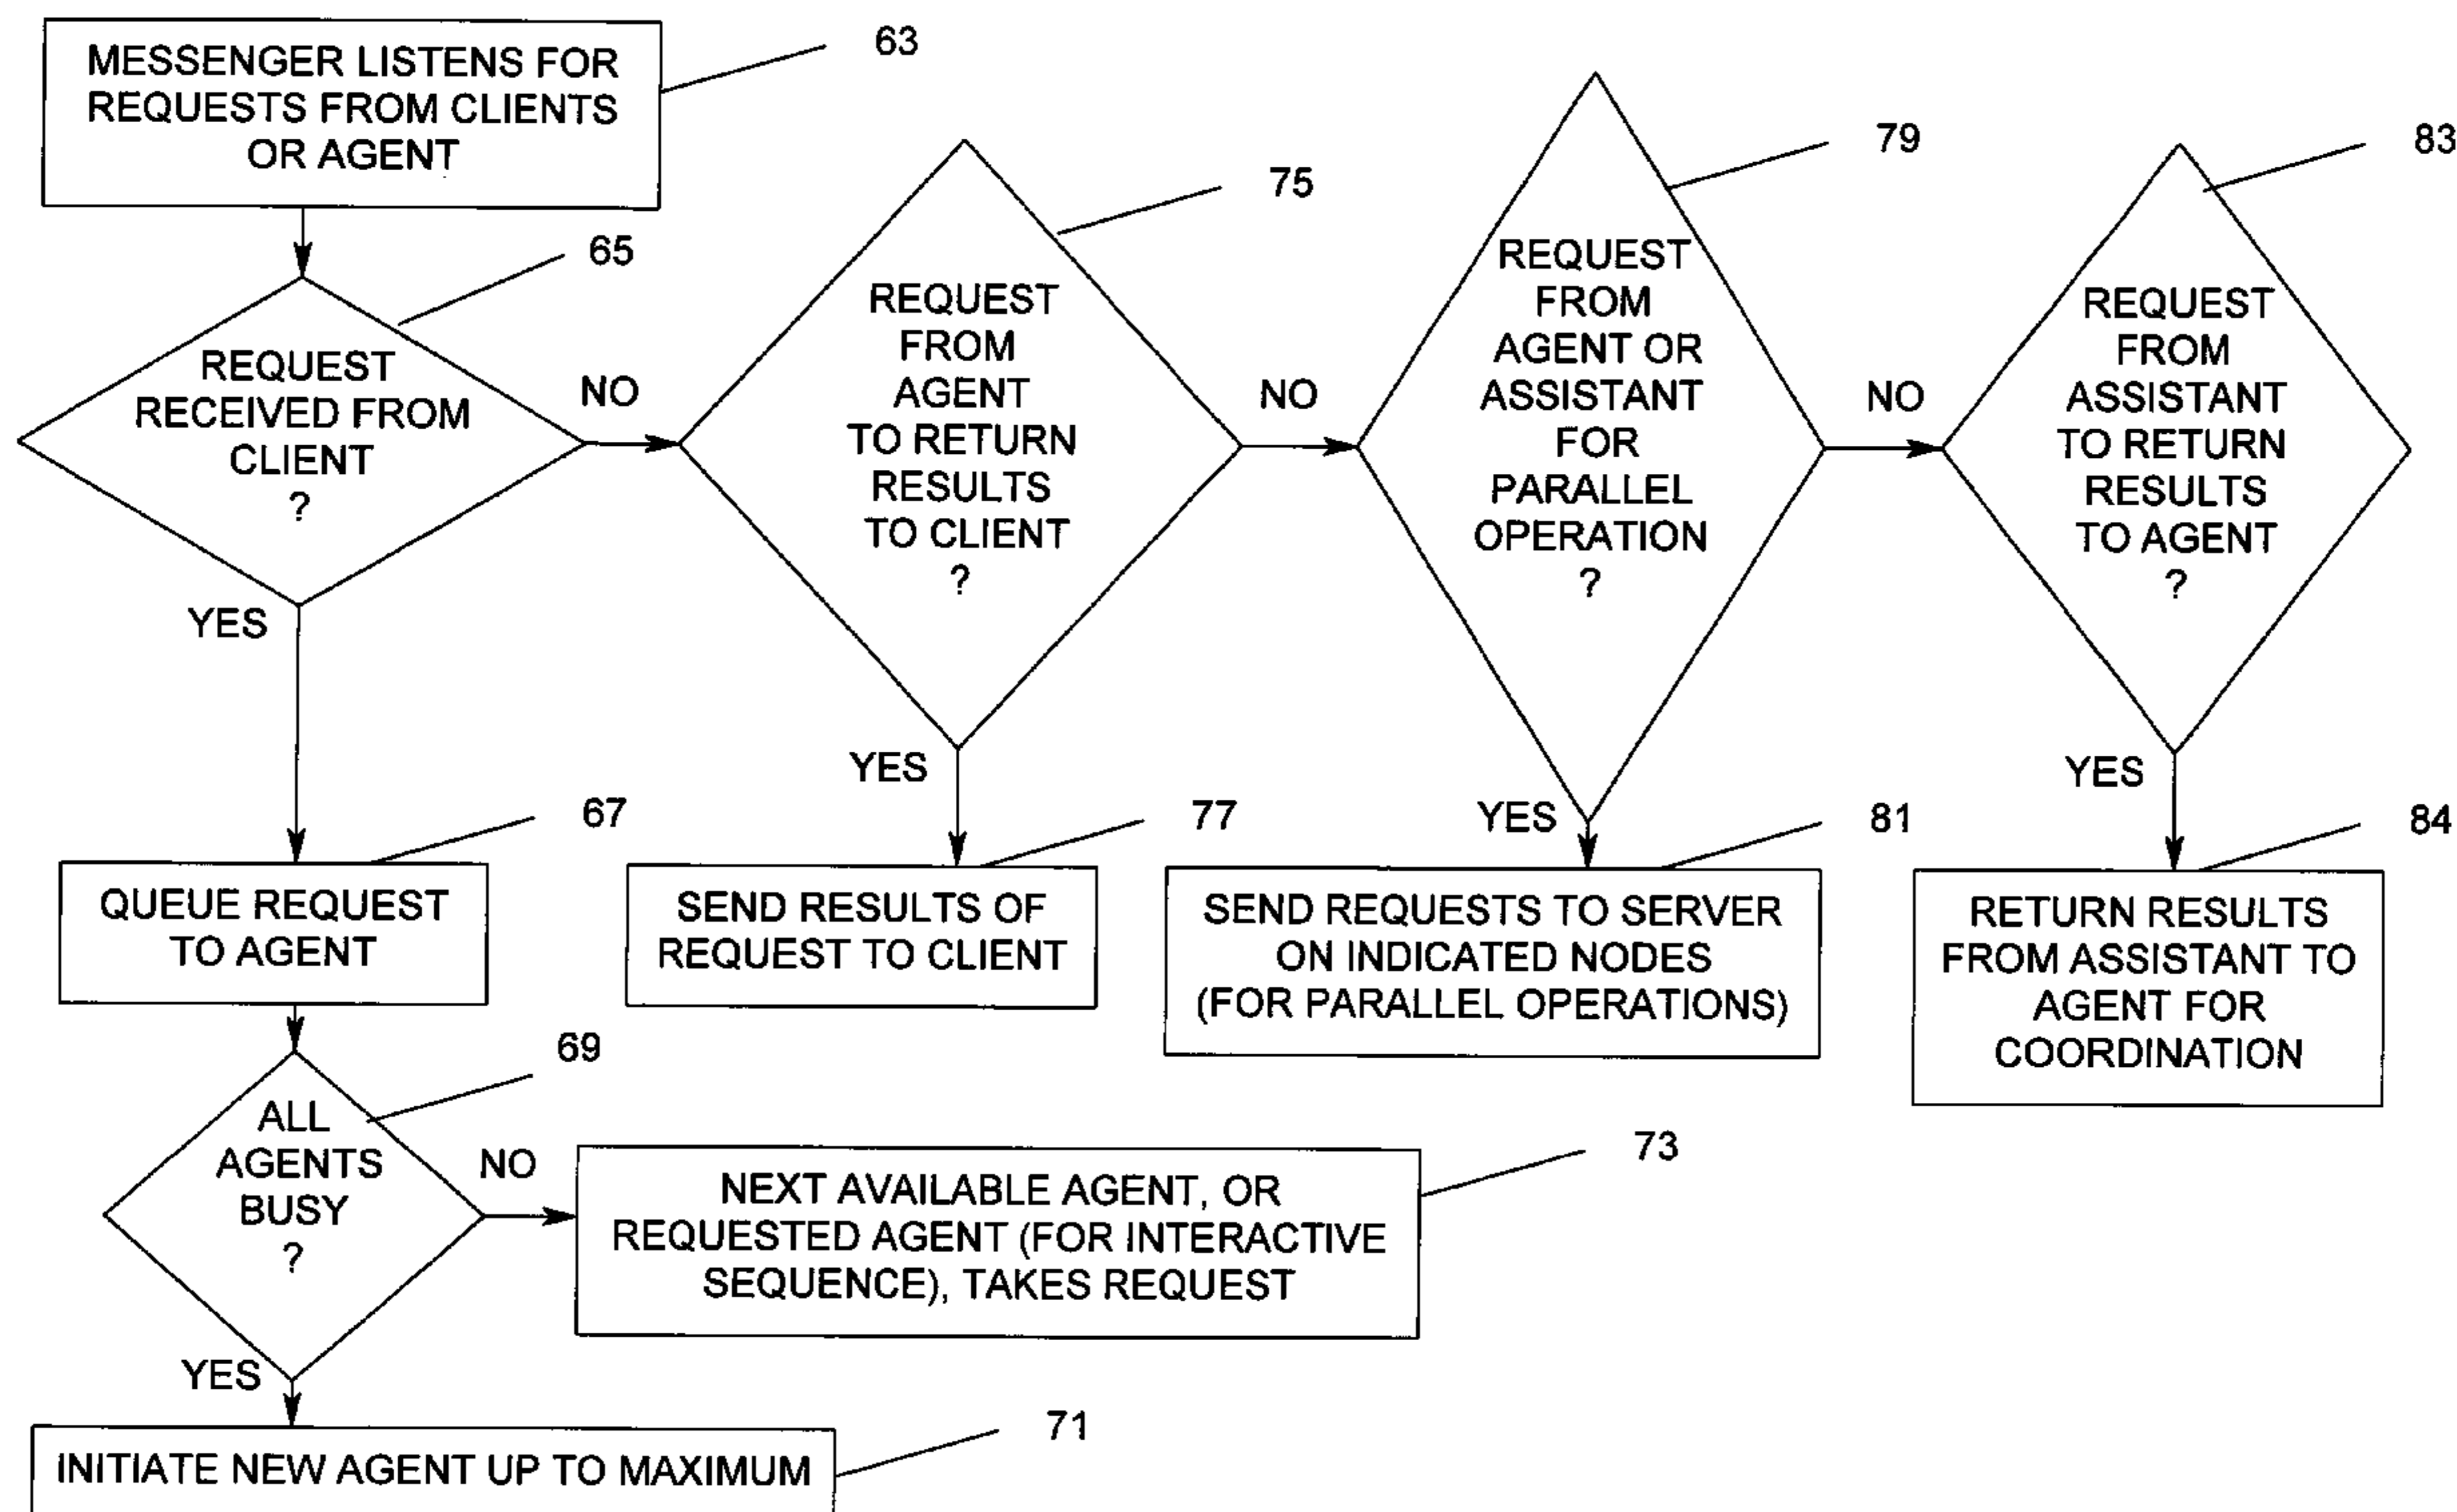 MESSENGER LISTENS FOR
REQUESTS FROM CLIENTS
OR AGENT
63
REQUEST
RECEIVED FROM
CLIENT
?
65
NO
YES
REQUEST
FROM
AGENT
TO RETURN
RESULTS
TO CLIENT
?
75
NO
YES
REQUEST
FROM
AGENT OR
ASSISTANT
FOR
PARALLEL
OPERATION
?
79
NO
YES
REQUEST
FROM
ASSISTANT
TO RETURN
RESULTS
TO AGENT
?
83
YES
QUEUE REQUEST
TO AGENT
67
SEND RESULTS OF
REQUEST TO CLIENT
77
SEND REQUESTS TO SERVER
ON INDICATED NODES
(FOR PARALLEL OPERATIONS)
81
RETURN RESULTS
FROM ASSISTANT TO
AGENT FOR
COORDINATION
84
ALL
AGENTS
BUSY
?
69
NO
YES
NEXT AVAILABLE AGENT, OR
REQUESTED AGENT (FOR INTERACTIVE
SEQUENCE), TAKES REQUEST
73
INITIATE NEW AGENT UP TO MAXIMUM
71